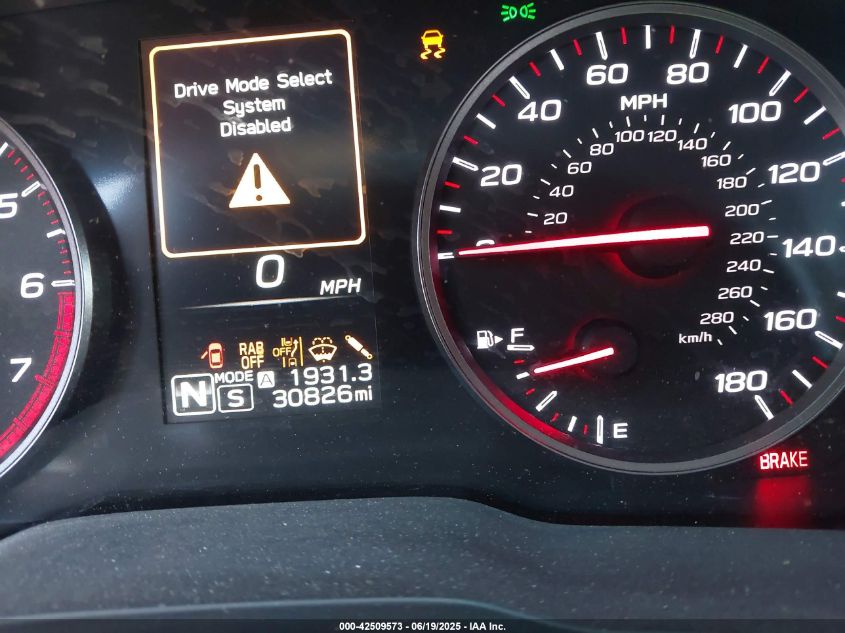 Drive Mode Select
System
Disabled
0
MPH
RAB
OFF
OFF
MODE A 1931.3
N S 30826mi
5
6
7
0
20
40
60
80
100
120
140
160
180
MPH
20
40
60
80
100
120
140
160
180
200
220
240
260
280
km/h
F
E
BRAKE
000-42509573 - 06/19/2025 - IAA Inc.